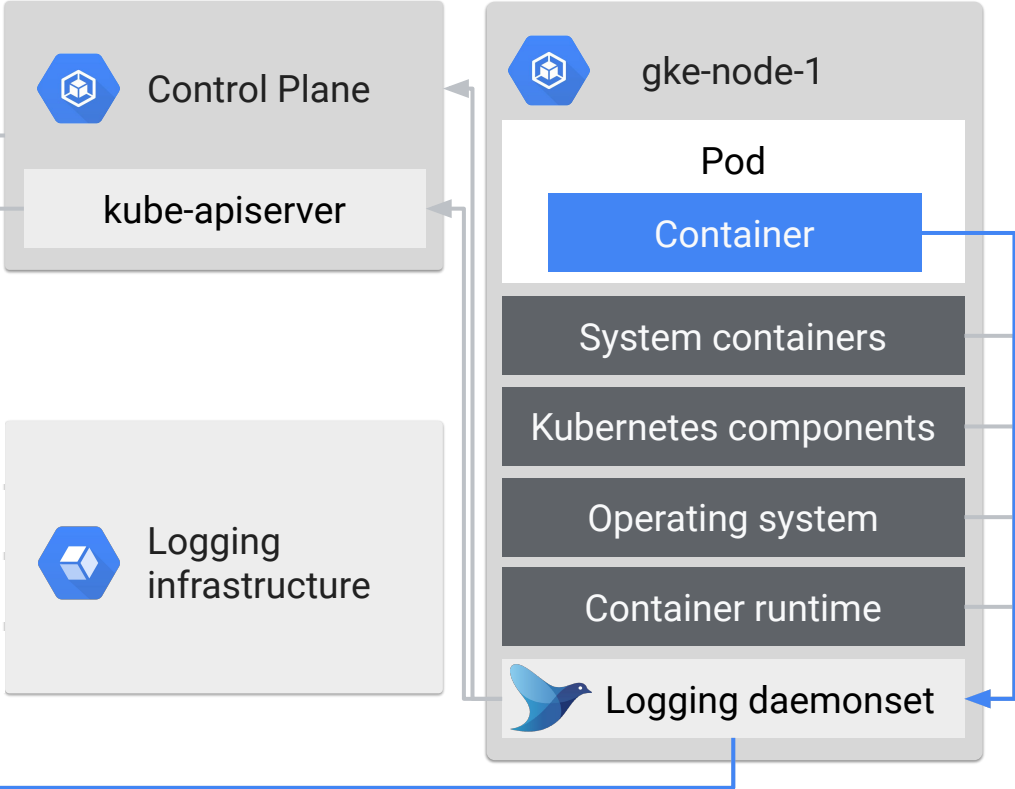 Control Plane
kube-apiserver
Logging
infrastructure
gke-node-1
Pod
Container
System containers
Kubernetes components
Operating system
Container runtime
Logging daemonset